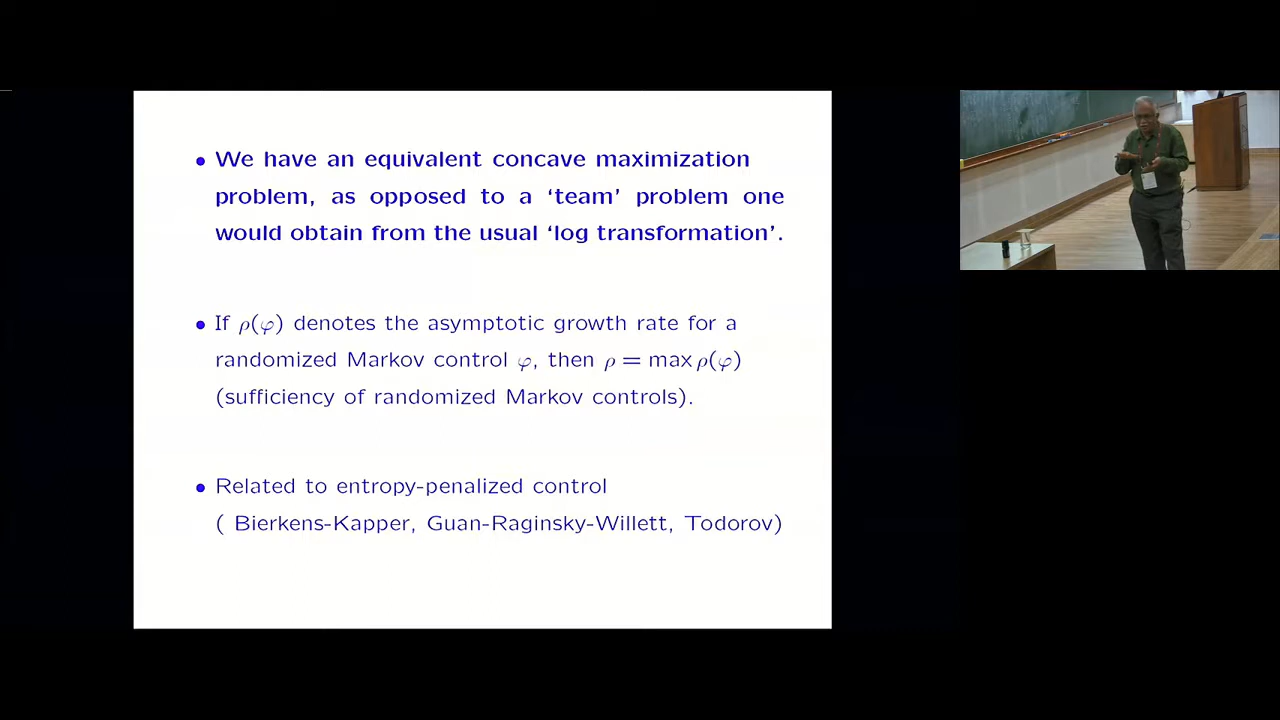 • We have an equivalent concave maximization
problem, as opposed to a ‘team’ problem one
would obtain from the usual ‘log transformation’.
• If ρ(φ) denotes the asymptotic growth rate for a
randomized Markov control φ, then ρ = max ρ(φ)
(sufficiency of randomized Markov controls).
• Related to entropy-penalized control
( Bierkens-Kapper, Guan-Raginsky-Willett, Todorov)